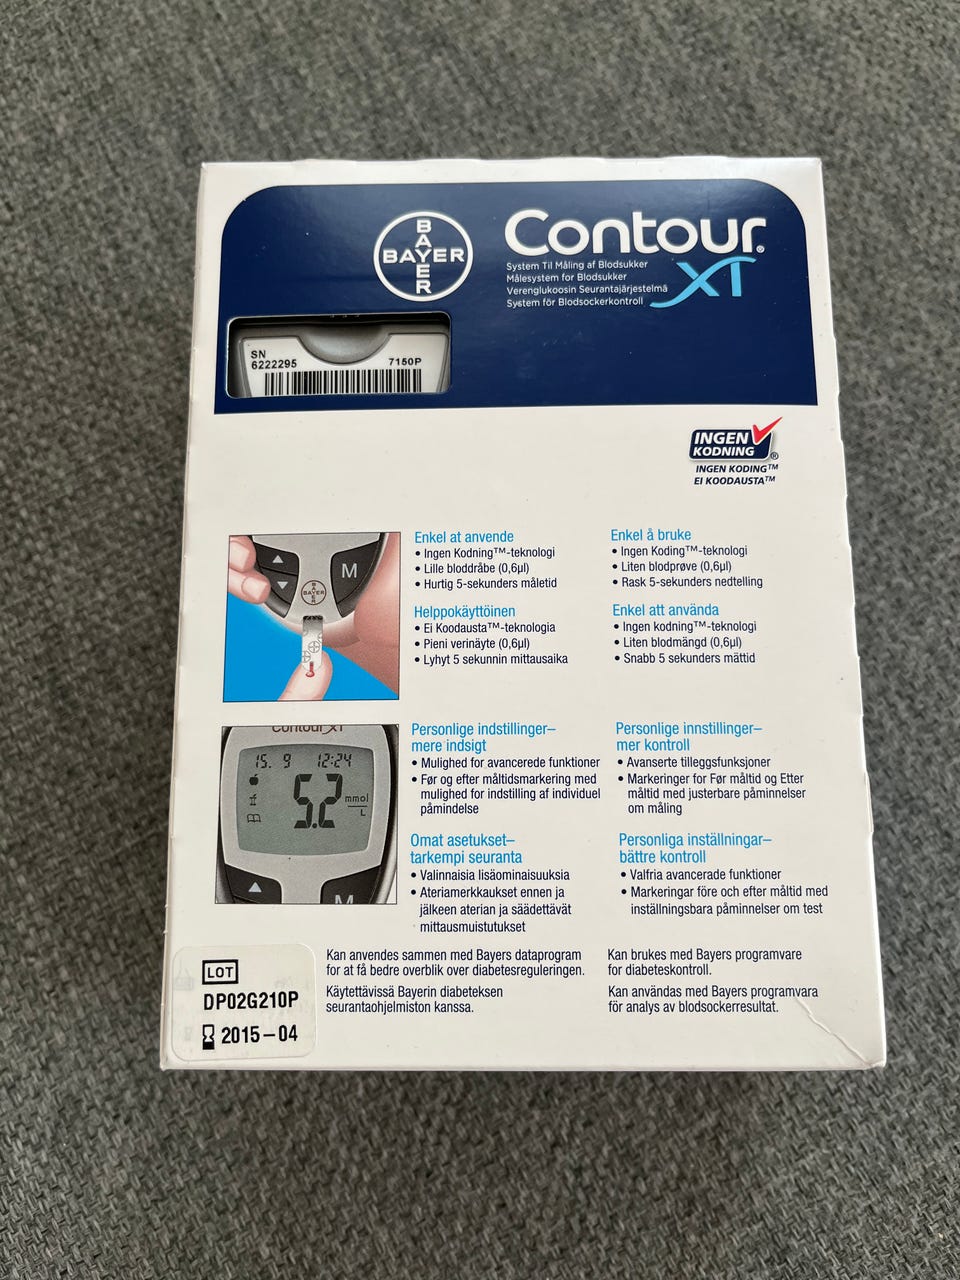 BAYER
BAYER
Contour®
XT
System Til Måling af Blodsukker
Målesystem for Blodsukker
Verenglukoosin Seurantajärjestelmä
System för Blodsockerkontroll
SN
6222295
7150P
INGEN
KODNING®
INGEN KODING™
EI KOODAUSTA™
M
BAYER
BAYER
Enkel at anvende
• Ingen Kodning™-teknologi
• Lille bloddråbe (0,6µl)
• Hurtig 5-sekunders måletid
Helppokäyttöinen
• Ei Koodausta™-teknologia
• Pieni verinäyte (0,6µl)
• Lyhyt 5 sekunnin mittausaika
Enkel å bruke
• Ingen Koding™-teknologi
• Liten blodprøve (0,6µl)
• Rask 5-sekunders nedtelling
Enkel att använda
• Ingen kodning™-teknologi
• Liten blodmängd (0,6µl)
• Snabb 5 sekunders mättid
Contour XT
15. 9 12:24
5.2 mmol/L
M
Personlige indstillinger–
mere indsigt
• Mulighed for avancerede funktioner
• Før og efter måltidsmarkering med
mulighed for indstilling af individuel
påmindelse
Omat asetukset–
tarkempi seuranta
• Valinnaisia lisäominaisuuksia
• Ateriamerkkaukset ennen ja
jälkeen aterian ja säädettävät
mittausmuistutukset
Personlige innstillinger–
mer kontroll
• Avanserte tilleggsfunksjoner
• Markeringer for Før måltid og Etter
måltid med justerbare påminnelser
om måling
Personliga inställningar–
bättre kontroll
• Valfria avancerade funktioner
• Markeringar före och efter måltid med
inställningsbara påminnelser om test
Kan anvendes sammen med Bayers dataprogram
for at få bedre overblik over diabetesreguleringen.
Käytettävissä Bayerin diabeteksen
seurantaohjelmiston kanssa.
Kan brukes med Bayers programvare
for diabeteskontroll.
Kan användas med Bayers programvara
för analys av blodsockerresultat.
LOT
DP02G210P
2015-04